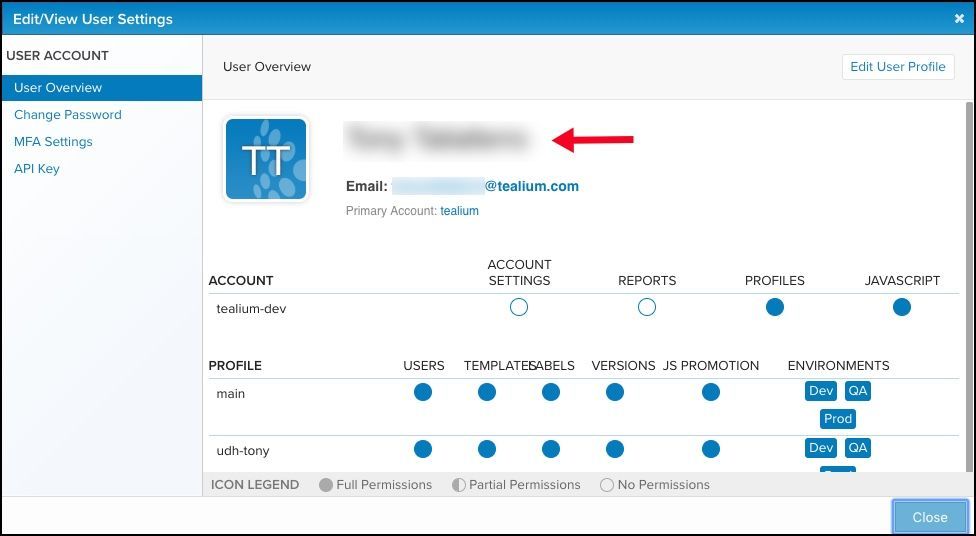 Edit/View User Settings
USER ACCOUNT
User Overview
Change Password
MFA Settings
API Key
User Overview
Edit User Profile
TT
Email: @tealium.com
Primary Account: tealium
ACCOUNT ACCOUNT SETTINGS REPORTS PROFILES JAVASCRIPT
tealium-dev
PROFILE USERS TEMPLATES LABELS VERSIONS JS PROMOTION ENVIRONMENTS
main Dev QA
Prod
udh-tony Dev QA
ICON LEGEND Full Permissions Partial Permissions No Permissions
Close